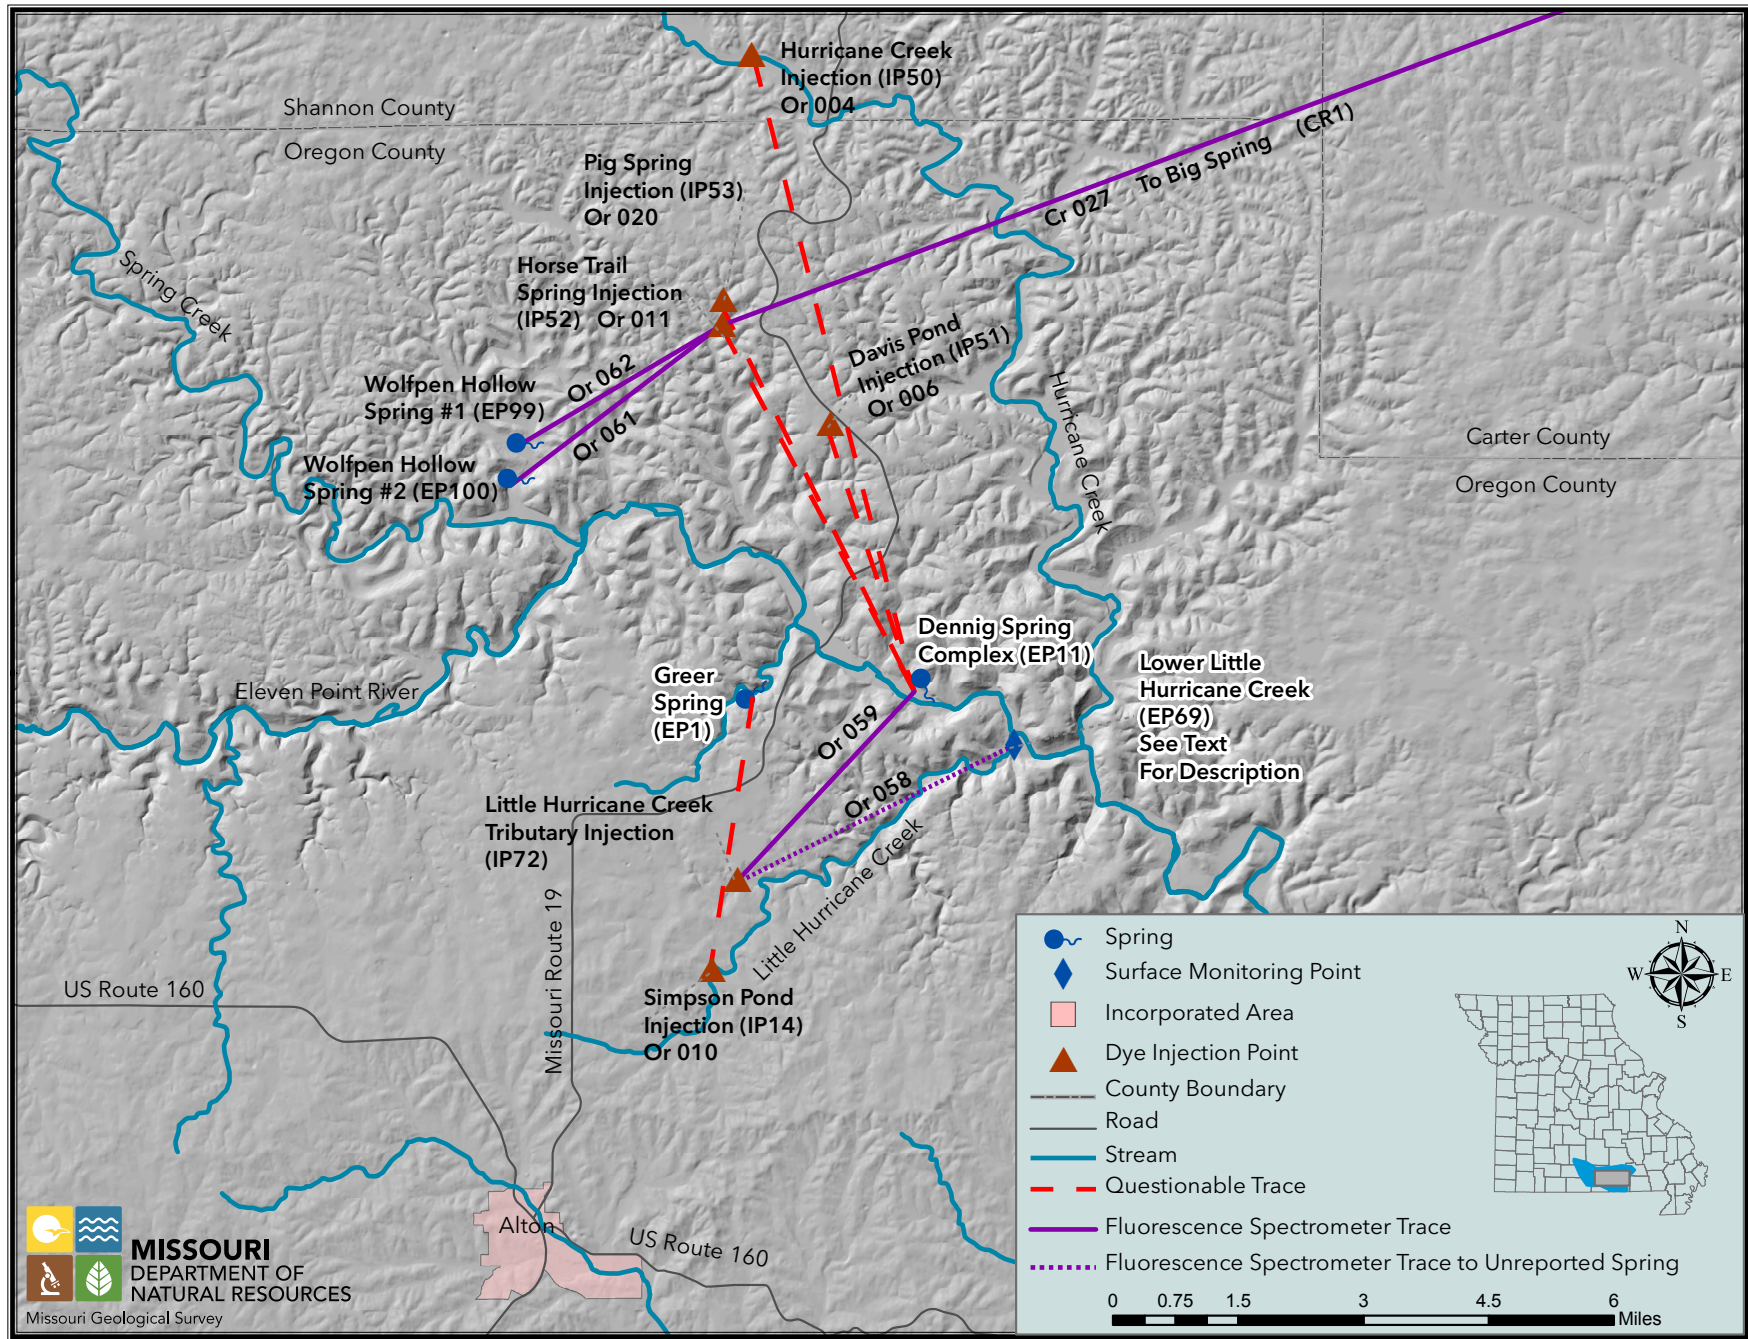 Hurricane Creek
Injection (IP50)
Or 004
Shannon County
Oregon County
(CR1)
To Big Spring
Cr 027
Pig Spring
Injection (IP53)
Or 020
Spring Creek
Horse Trail
Spring Injection
(IP52) Or 011
Davis Pond
Injection (IP51)
Or 006
Or 062
Wolfpen Hollow
Spring #1 (EP99)
Or 061
Hurricane Creek
Wolfpen Hollow
Spring #2 (EP100)
Carter County
Oregon County
Dennig Spring
Complex (EP11)
Lower Little
Hurricane Creek
(EP69)
See Text
For Description
Greer
Spring
(EP1)
Eleven Point River
Or 059
Or 058
Little Hurricane Creek
Tributary Injection
(IP72)
Little Hurricane Creek
Missouri Route 19
US Route 160
Simpson Pond
Injection (IP14)
Or 010
Alton
US Route 160
MISSOURI
DEPARTMENT OF
NATURAL RESOURCES
Missouri Geological Survey
Spring
Surface Monitoring Point
Incorporated Area
Dye Injection Point
County Boundary
Road
Stream
Questionable Trace
Fluorescence Spectrometer Trace
Fluorescence Spectrometer Trace to Unreported Spring
N
W E
S
0 0.75 1.5 3 4.5 6
Miles